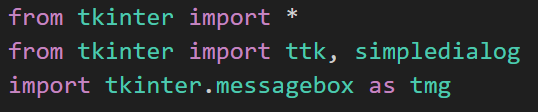 from tkinter import *
from tkinter import ttk, simpledialog
import tkinter.messagebox as tmg